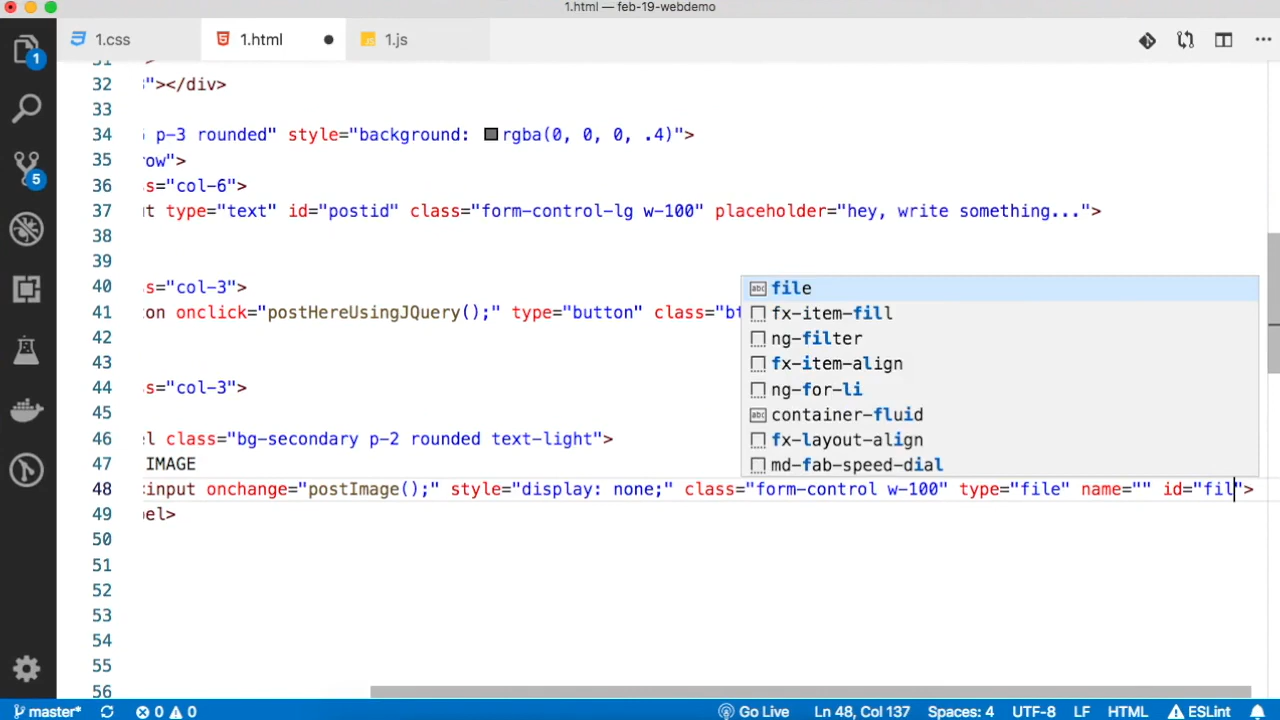 1.html — feb-19-webdemo
1.css
1.html
1.js
32 "></div>
33
34 p-3 rounded" style="background: rgba(0, 0, 0, .4)">
35 row">
36 s="col-6">
37 ut type="text" id="postid" class="form-control-lg w-100" placeholder="hey, write something...">
38
39
40 s="col-3">
41 on onclick="postHereUsingJQuery();" type="button" class="bt
42
43
44 s="col-3">
45
46 el class="bg-secondary p-2 rounded text-light">
47 IMAGE
48 input onchange="postImage();" style="display: none;" class="form-control w-100" type="file" name="" id="fil">
49 bel>
50
51
52
53
54
55
56
file
fx-item-fill
ng-filter
fx-item-align
ng-for-li
container-fluid
fx-layout-align
md-fab-speed-dial
1
5
master*
0
0
Go Live
Ln 48, Col 137
Spaces: 4
UTF-8
LF
HTML
ESLint